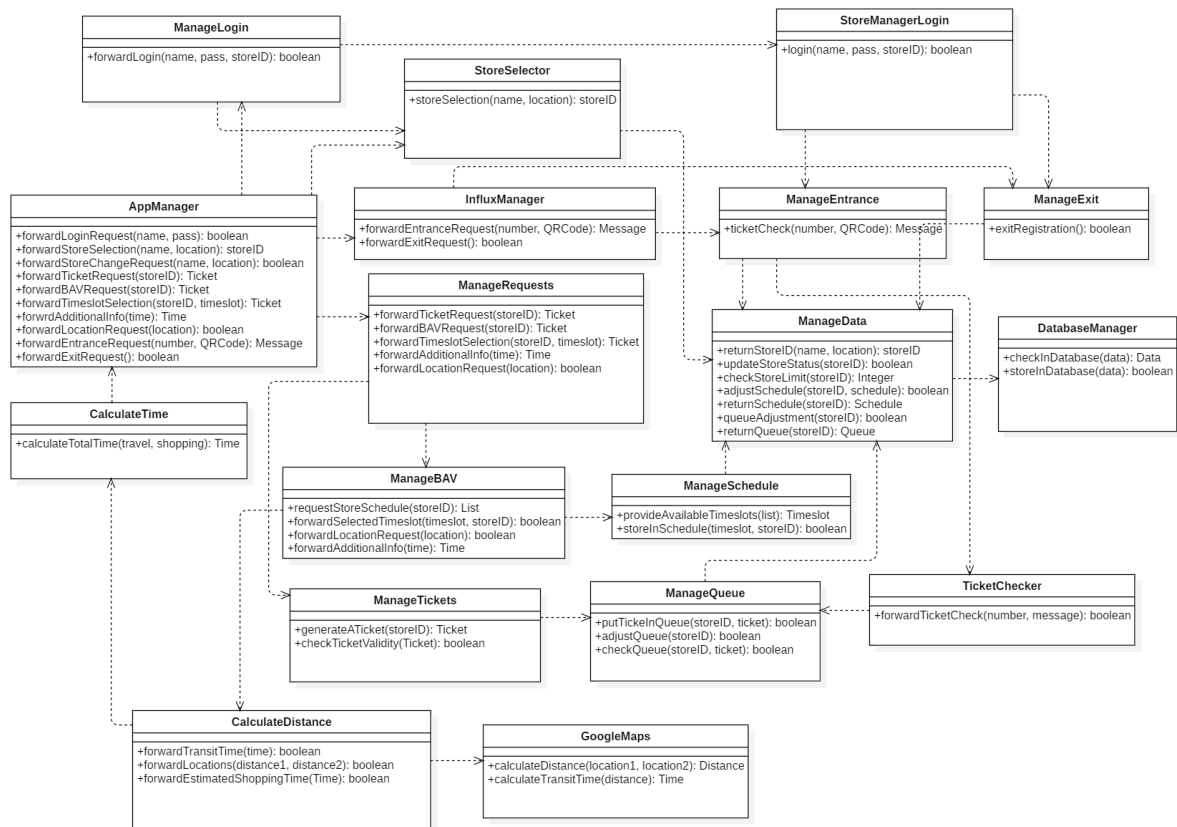 ManageLogin
+forwardLogin(name, pass, storeID): boolean
StoreManagerLogin
+login(name, pass, storeID): boolean
StoreSelector
+storeSelection(name, location): storeID
AppManager
+forwardLoginRequest(name, pass): boolean
+forwardStoreSelection(name, location): storeID
+forwardStoreChangeRequest(name, location): boolean
+forwardTicketRequest(storeID): Ticket
+forwardBAVRequest(storeID): Ticket
+forwardTimeslotSelection(storeID, timeslot): Ticket
+forwrdAdditionalInfo(time): Time
+forwardLocationRequest(location): boolean
+forwardEntranceRequest(number, QRCode): Message
+forwardExitRequest(): boolean
InfluxManager
+forwardEntranceRequest(number, QRCode): Message
+forwardExitRequest(): boolean
ManageEntrance
+ticketCheck(number, QRCode): Message
ManageExit
+exitRegistration(): boolean
ManageRequests
+forwardTicketRequest(storeID): Ticket
+forwardBAVRequest(storeID): Ticket
+forwardTimeslotSelection(storeID, timeslot): Ticket
+forwardAdditionalInfo(time): Time
+forwardLocationRequest(location): boolean
ManageData
+returnStoreID(name, location): storeID
+updateStoreStatus(storeID): boolean
+checkStoreLimit(storeID): Integer
+adjustSchedule(storeID, schedule): boolean
+returnSchedule(storeID): Schedule
+queueAdjustment(storeID): boolean
+returnQueue(storeID): Queue
DatabaseManager
+checkInDatabase(data): Data
+storeInDatabase(data): boolean
CalculateTime
+calculateTotalTime(travel, shopping): Time
ManageBAV
+requestStoreSchedule(storeID): List
+forwardSelectedTimeslot(timeslot, storeID): boolean
+forwardLocationRequest(location): boolean
+forwardAdditionalInfo(time): Time
ManageSchedule
+provideAvailableTimeslots(list): Timeslot
+storeInSchedule(timeslot, storeID): boolean
ManageTickets
+generateATicket(storeID): Ticket
+checkTicketValidity(Ticket): boolean
ManageQueue
+putTickeInQueue(storeID, ticket): boolean
+adjustQueue(storeID): boolean
+checkQueue(storeID, ticket): boolean
TicketChecker
+forwardTicketCheck(number, message): boolean
CalculateDistance
+forwardTransitTime(time): boolean
+forwardLocations(distance1, distance2): boolean
+forwardEstimatedShoppingTime(Time): boolean
GoogleMaps
+calculateDistance(location1, location2): Distance
+calculateTransitTime(distance): Time